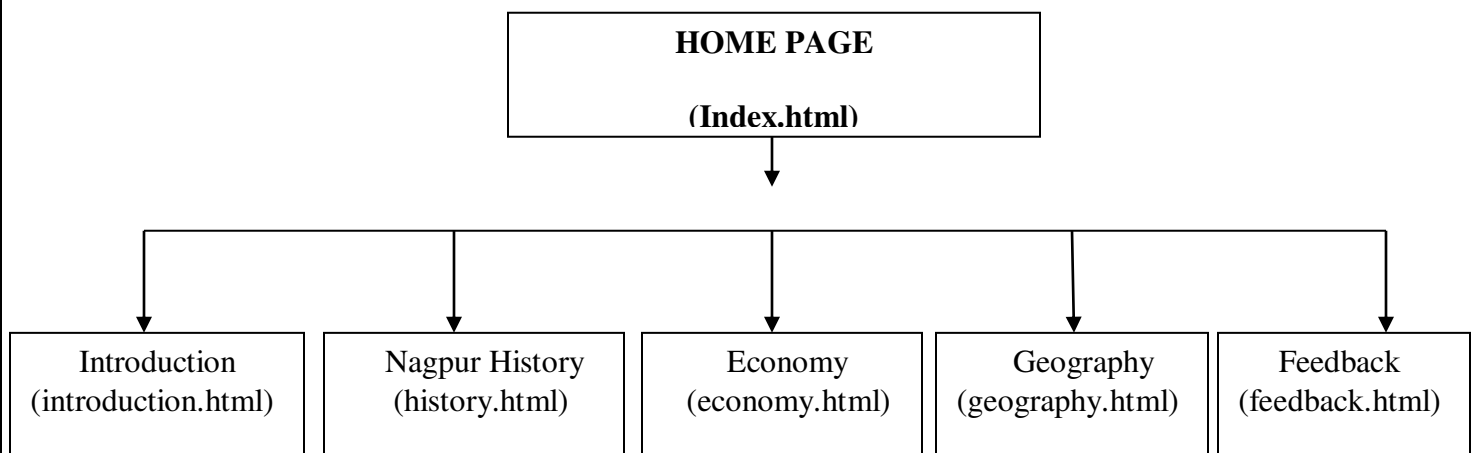 HOME PAGE
(Index.html)
Introduction
(introduction.html)
Nagpur History
(history.html)
Economy
(economy.html)
Geography
(geography.html)
Feedback
(feedback.html)